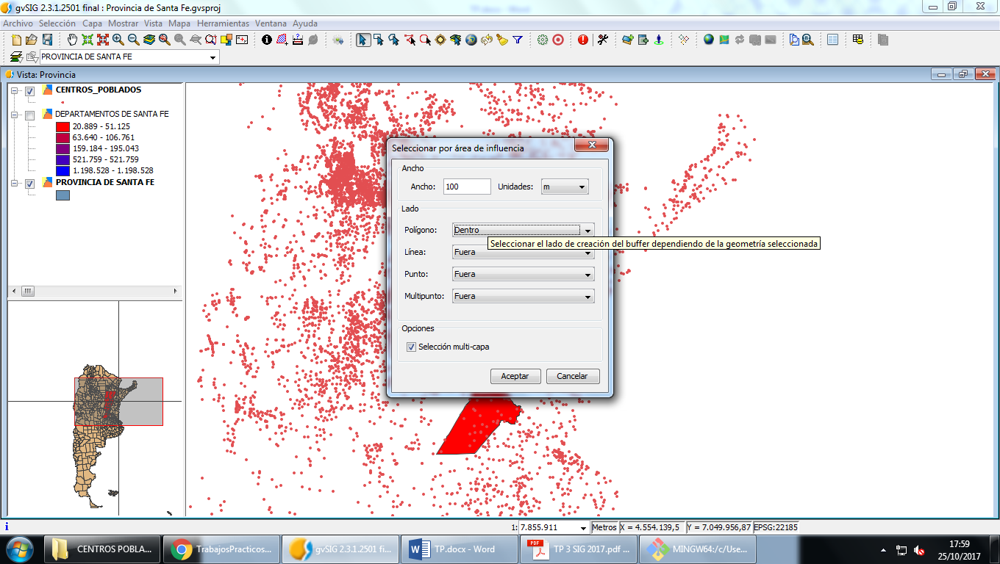 gvSIG 2.3.1.2501 final : Provincia de Santa Fe.gvsproj
TP.docx - Word
Archivo Selección Capa Mostrar Vista Mapa Herramientas Ventana Ayuda
PROVINCIA DE SANTA FE
Vista: Provincia
CENTROS_POBLADOS
DEPARTAMENTOS DE SANTA FE
20.889 - 51.125
63.640 - 106.761
159.184 - 195.043
521.759 - 521.759
1.198.528 - 1.198.528
PROVINCIA DE SANTA FE
Seleccionar por área de influencia
Ancho
Ancho: 100 Unidades: m
Lado
Polígono: Dentro
Seleccionar el lado de creación del buffer dependiendo de la geometría seleccionada
Línea: Fuera
Punto: Fuera
Multipunto: Fuera
Opciones
Selección multi-capa
Aceptar Cancelar
1: 7.855.911 Metros X = 4.554.139,5 Y = 7.049.956,87 EPSG:22185
CENTROS POBLA... TrabajosPracticos... gvSIG 2.3.1.2501 fi... TP.docx - Word PDF TP 3 SIG 2017.pdf ... MINGW64:/c/Use...
17:59
25/10/2017